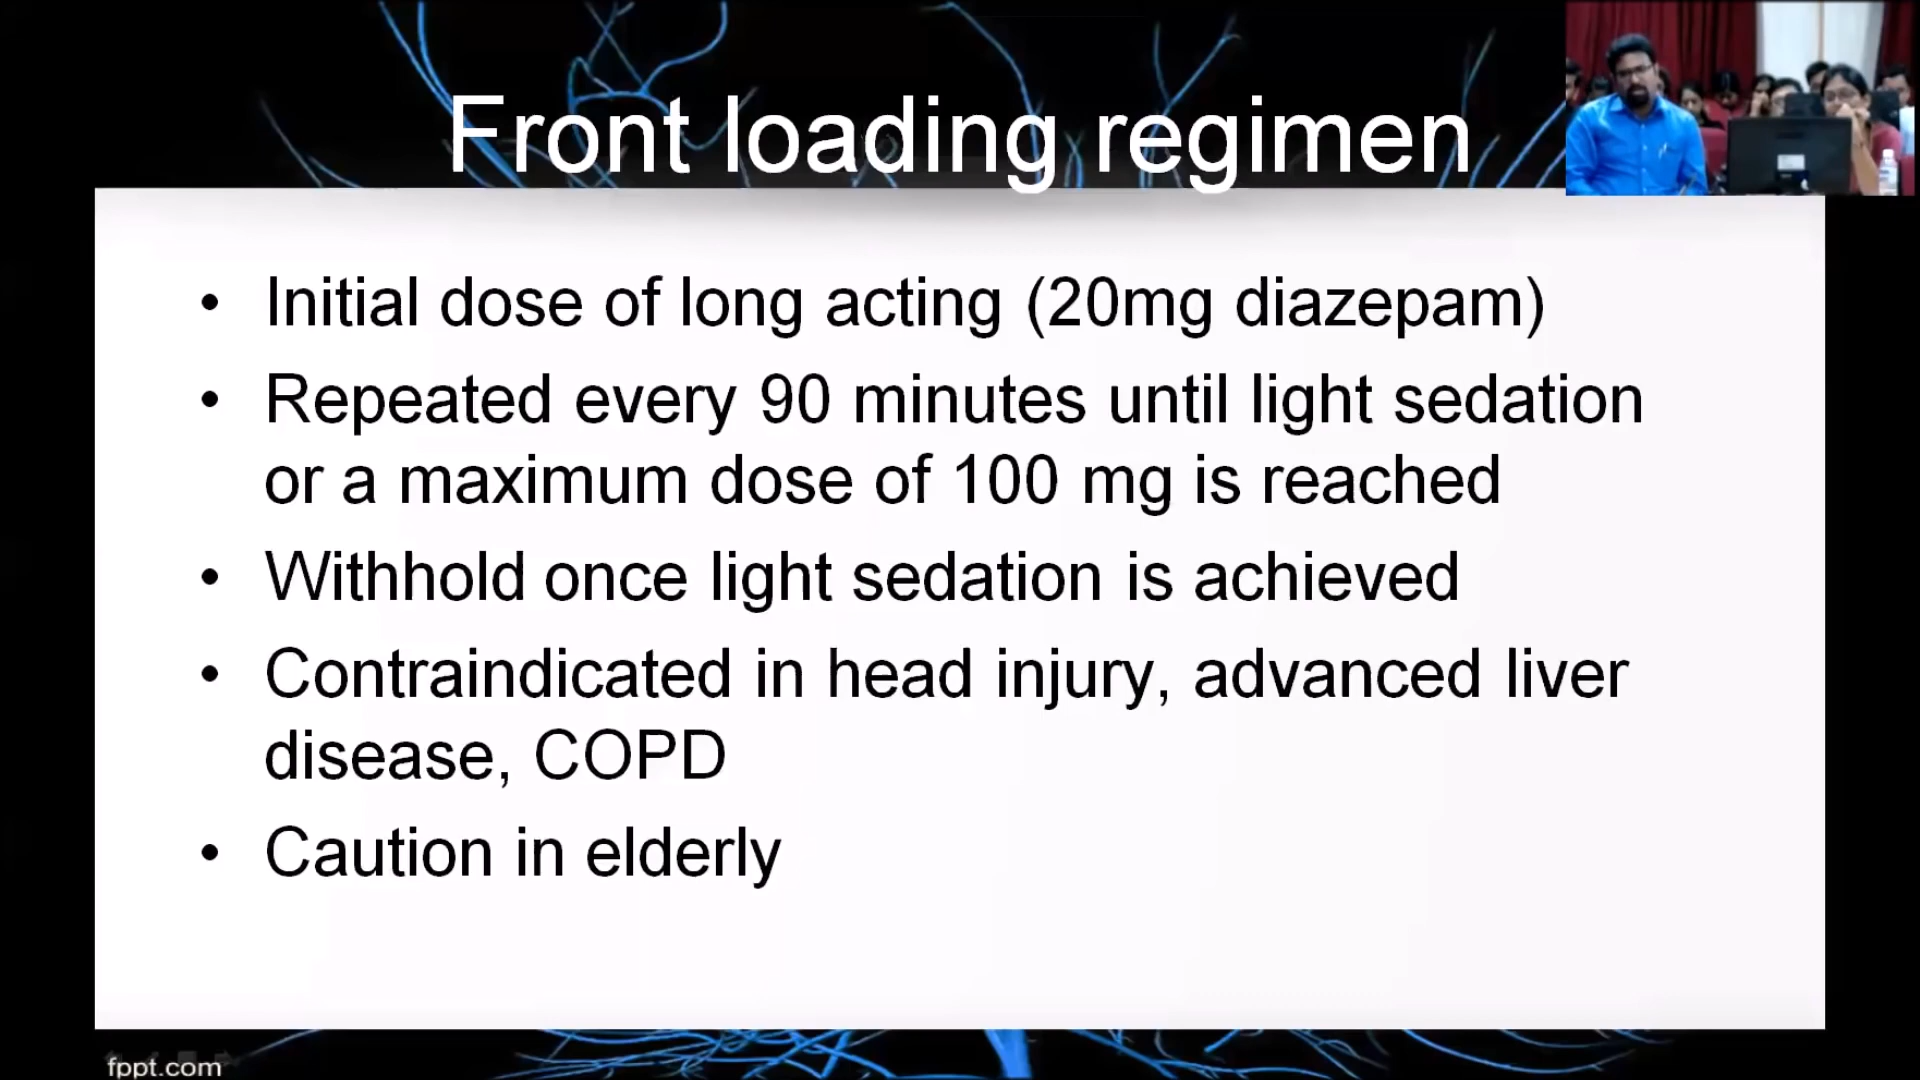 Front loading regimen
• Initial dose of long acting (20mg diazepam)
• Repeated every 90 minutes until light sedation
or a maximum dose of 100 mg is reached
• Withhold once light sedation is achieved
• Contraindicated in head injury, advanced liver
disease, COPD
• Caution in elderly
fppt.com